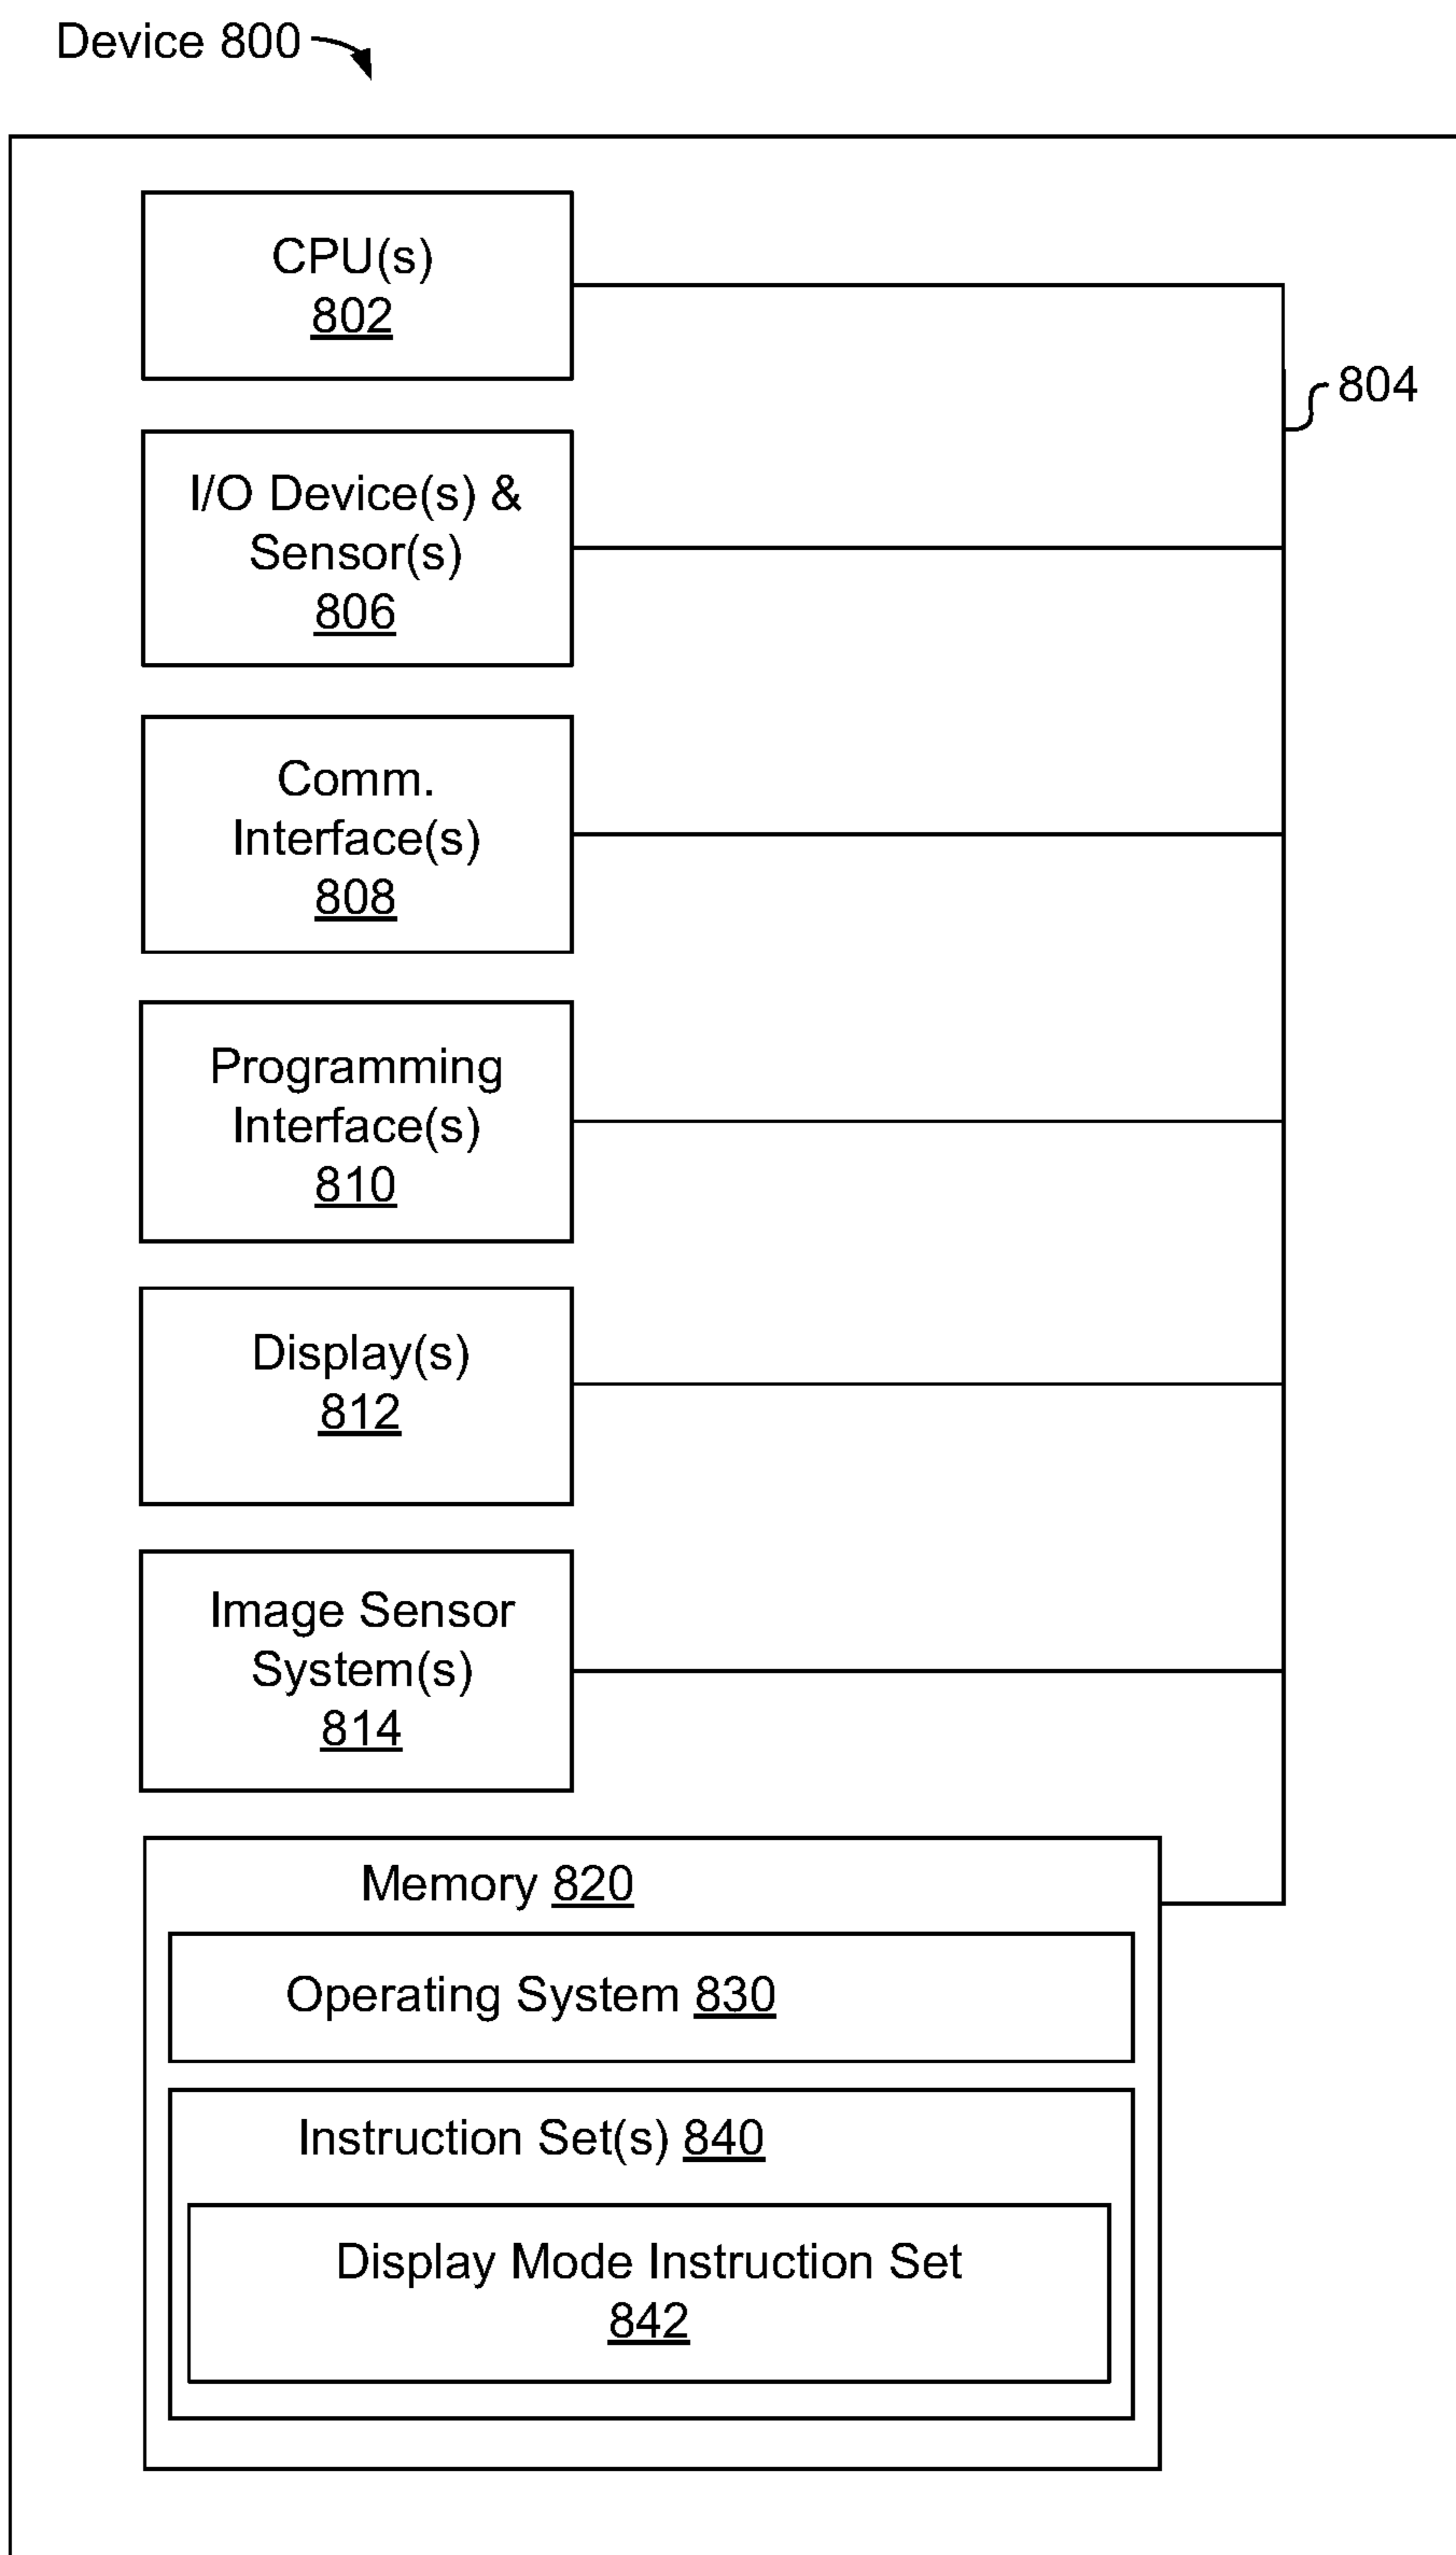 Device 800
CPU(s)
802
804
I/O Device(s) &
Sensor(s)
806
Comm.
Interface(s)
808
Programming
Interface(s)
810
Display(s)
812
Image Sensor
System(s)
814
Memory 820
Operating System 830
Instruction Set(s) 840
Display Mode Instruction Set
842